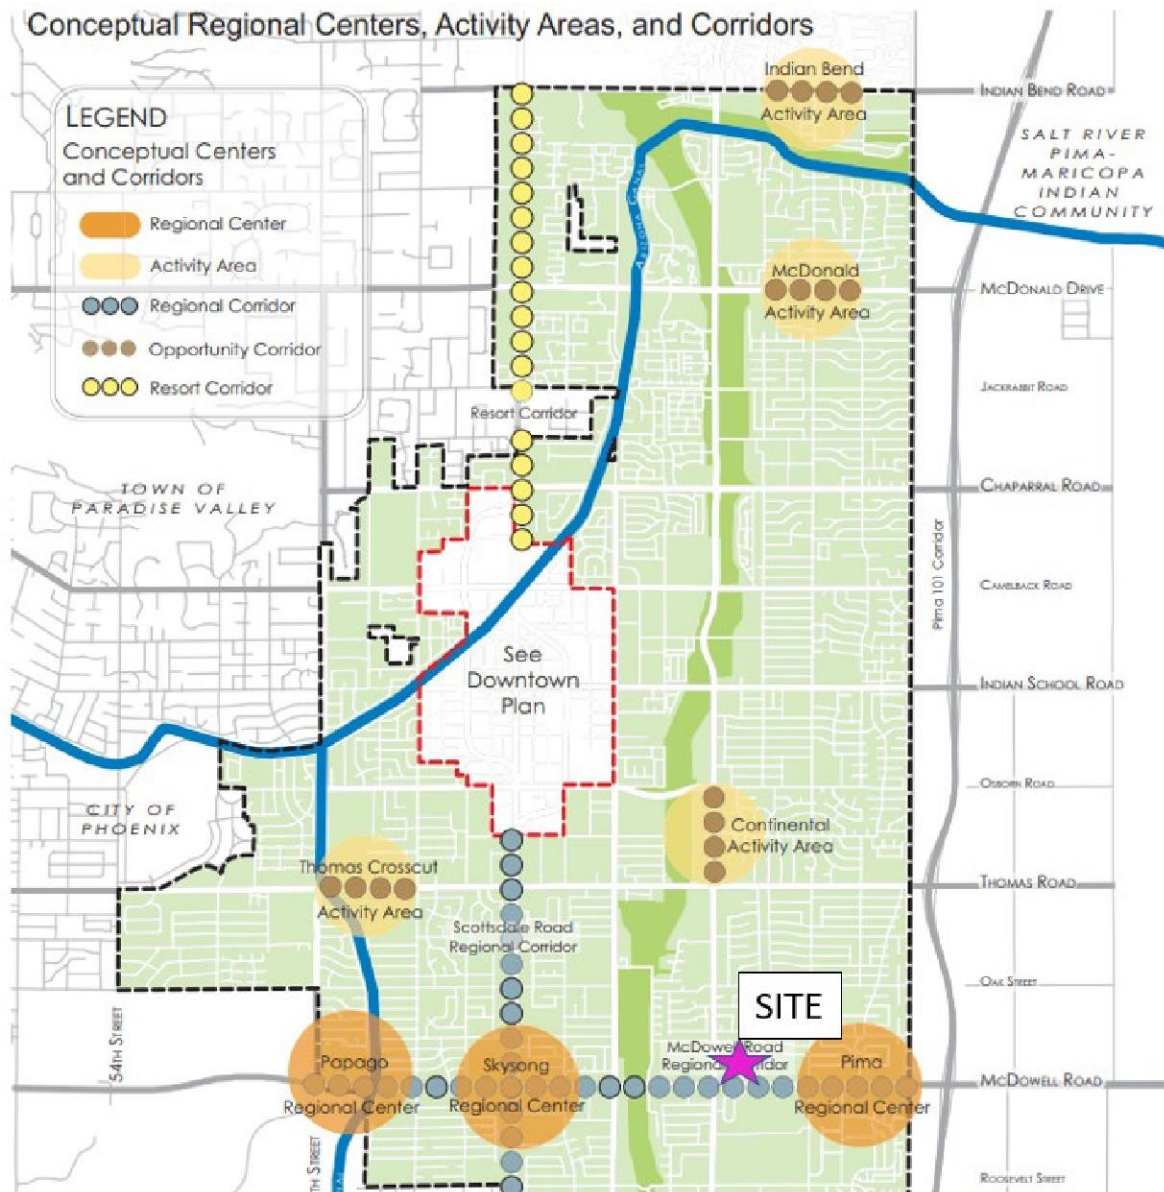 Conceptual Regional Centers, Activity Areas, and Corridors
LEGEND
Conceptual Centers
and Corridors
Regional Center
Activity Area
Regional Corridor
Opportunity Corridor
Resort Corridor
Indian Bend
Activity Area
INDIAN BEND ROAD
SALT RIVER
PIMA-
MARICOPA
INDIAN
COMMUNITY
ARIZONA CANAL
McDonald
Activity Area
MCDONALD DRIVE
JACKRABBIT ROAD
Resort Corridor
TOWN OF
PARADISE VALLEY
CHAPARRAL ROAD
Pima 101 Corridor
CAMELBACK ROAD
See
Downtown
Plan
INDIAN SCHOOL ROAD
OSBORN ROAD
CITY OF
PHOENIX
Continental
Activity Area
Thomas Crosscut
Activity Area
THOMAS ROAD
Scottsdale Road
Regional Corridor
OAK STREET
SITE
54TH STREET
Papago
Regional Center
Skysong
Regional Center
McDowell Road
Regional Corridor
Pima
Regional Center
MCDOWELL ROAD
TH STREET
ROOSEVELT STREET